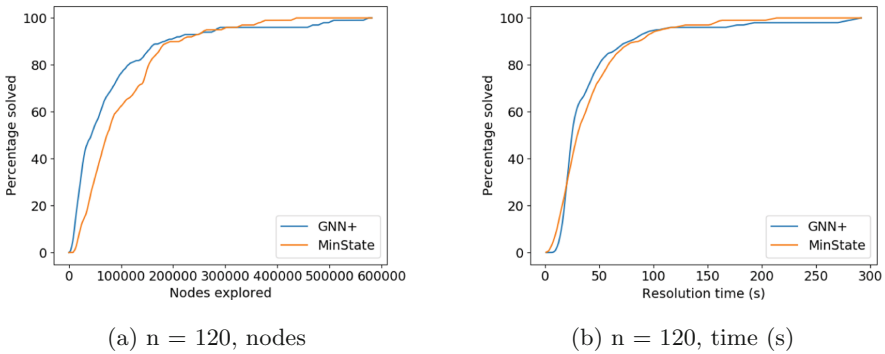 100
80
60
40
20
0
Percentage solved
GNN+
MinState
0 100000 200000 300000 400000 500000 600000
Nodes explored
(a) n = 120, nodes
100
80
60
40
20
0
Percentage solved
GNN+
MinState
0 50 100 150 200 250 300
Resolution time (s)
(b) n = 120, time (s)